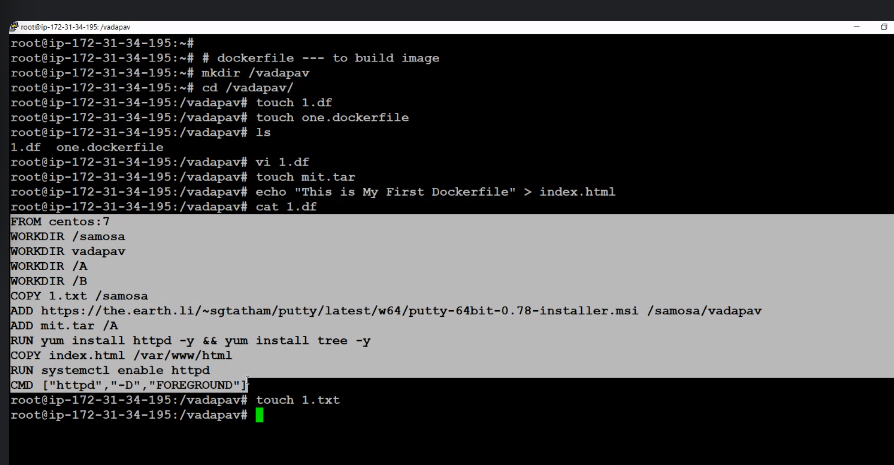 root@ip-172-31-34-195: /vadapav
root@ip-172-31-34-195:~#
root@ip-172-31-34-195:~# # dockerfile --- to build image
root@ip-172-31-34-195:~# mkdir /vadapav
root@ip-172-31-34-195:~# cd /vadapav/
root@ip-172-31-34-195:/vadapav# touch 1.df
root@ip-172-31-34-195:/vadapav# touch one.dockerfile
root@ip-172-31-34-195:/vadapav# ls
1.df  one.dockerfile
root@ip-172-31-34-195:/vadapav# vi 1.df
root@ip-172-31-34-195:/vadapav# touch mit.tar
root@ip-172-31-34-195:/vadapav# echo "This is My First Dockerfile" > index.html
root@ip-172-31-34-195:/vadapav# cat 1.df
FROM centos:7
WORKDIR /samosa
WORKDIR vadapav
WORKDIR /A
WORKDIR /B
COPY 1.txt /samosa
ADD https://the.earth.li/~sgtatham/putty/latest/w64/putty-64bit-0.78-installer.msi /samosa/vadapav
ADD mit.tar /A
RUN yum install httpd -y && yum install tree -y
COPY index.html /var/www/html
RUN systemctl enable httpd
CMD ["httpd","-D","FOREGROUND"]
root@ip-172-31-34-195:/vadapav# touch 1.txt
root@ip-172-31-34-195:/vadapav#